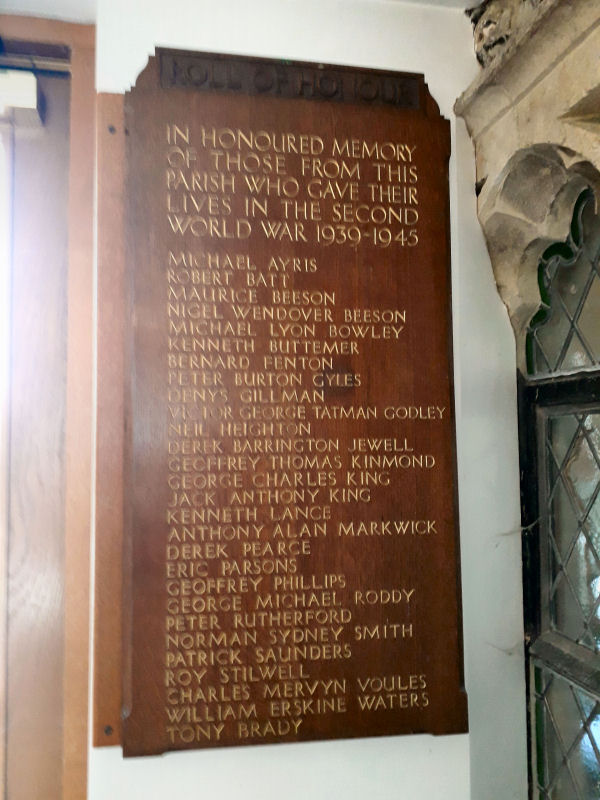 ROLL OF HONOUR
IN HONOURED MEMORY
OF THOSE FROM THIS
PARISH WHO GAVE THEIR
LIVES IN THE SECOND
WORLD WAR 1939-1945
MICHAEL AYRIS
ROBERT BATT
MAURICE BEESON
NIGEL WENDOVER BEESON
MICHAEL LYON BOWLEY
KENNETH BUTTEMER
BERNARD FENTON
PETER BURTON GYLES
DENYS GILLMAN
VICTOR GEORGE TATMAN GODLEY
NEIL HEIGHTON
DEREK BARRINGTON JEWELL
GEOFFREY THOMAS KINMOND
GEORGE CHARLES KING
JACK ANTHONY KING
KENNETH LANCE
ANTHONY ALAN MARKWICK
DEREK PEARCE
ERIC PARSONS
GEOFFREY PHILLIPS
GEORGE MICHAEL RODDY
PETER RUTHERFORD
NORMAN SYDNEY SMITH
PATRICK SAUNDERS
ROY STILWELL
CHARLES MERVYN VOULES
WILLIAM ERSKINE WATERS
TONY BRADY